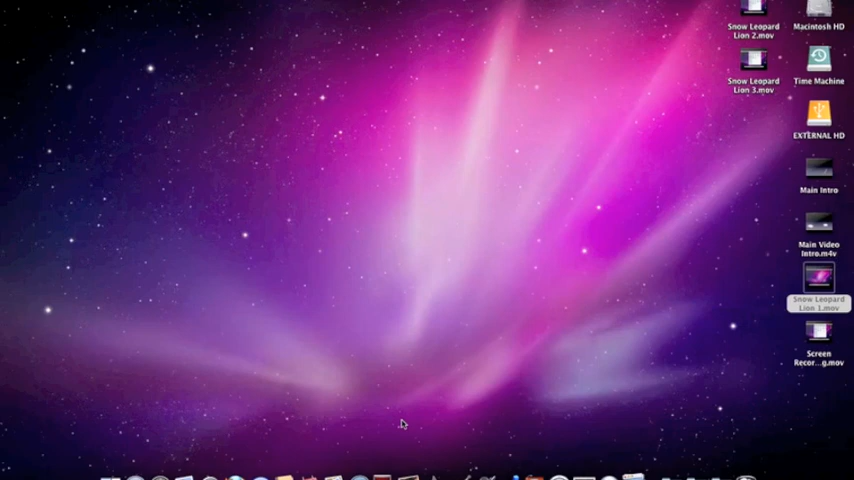 Snow Leopard
Lion 2.mov
Macintosh HD
Snow Leopard
Lion 3.mov
Time Machine
EXTERNAL HD
Main Intro
Main Video
Intro.m4v
Snow Leopard
Lion 1.mov
Screen
Recor...g.mov